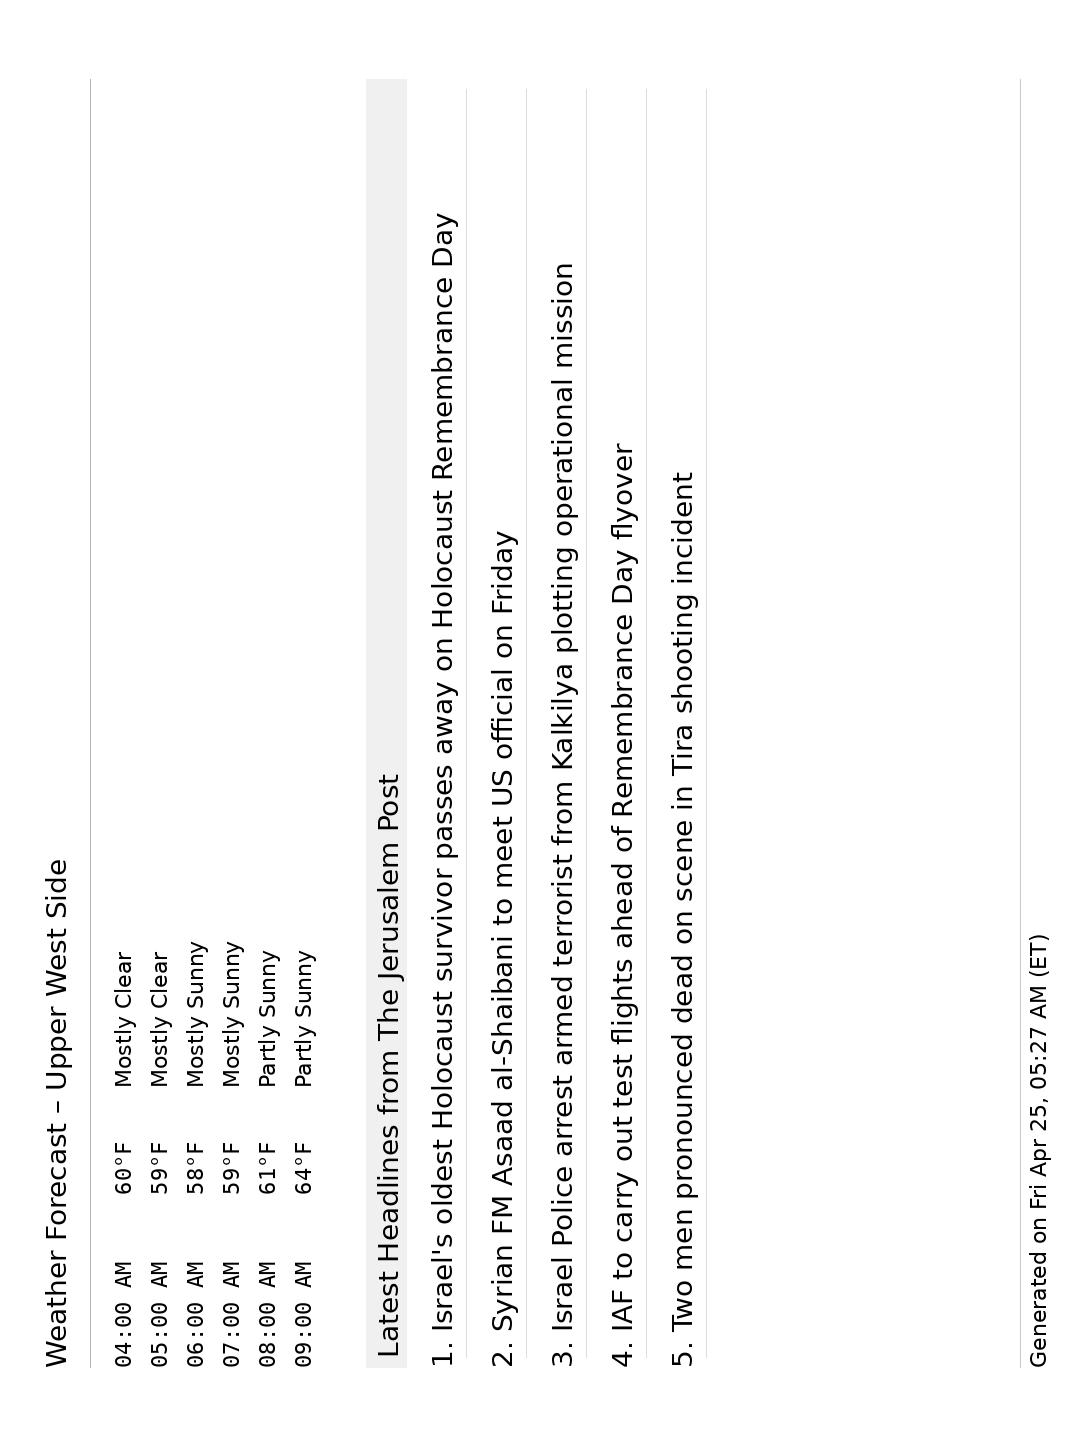 Weather Forecast – Upper West Side
04:00 AM 60°F Mostly Clear
05:00 AM 59°F Mostly Clear
06:00 AM 58°F Mostly Sunny
07:00 AM 59°F Mostly Sunny
08:00 AM 61°F Partly Sunny
09:00 AM 64°F Partly Sunny
Latest Headlines from The Jerusalem Post
1. Israel's oldest Holocaust survivor passes away on Holocaust Remembrance Day
2. Syrian FM Asaad al-Shaibani to meet US official on Friday
3. Israel Police arrest armed terrorist from Kalkilya plotting operational mission
4. IAF to carry out test flights ahead of Remembrance Day flyover
5. Two men pronounced dead on scene in Tira shooting incident
Generated on Fri Apr 25, 05:27 AM (ET)